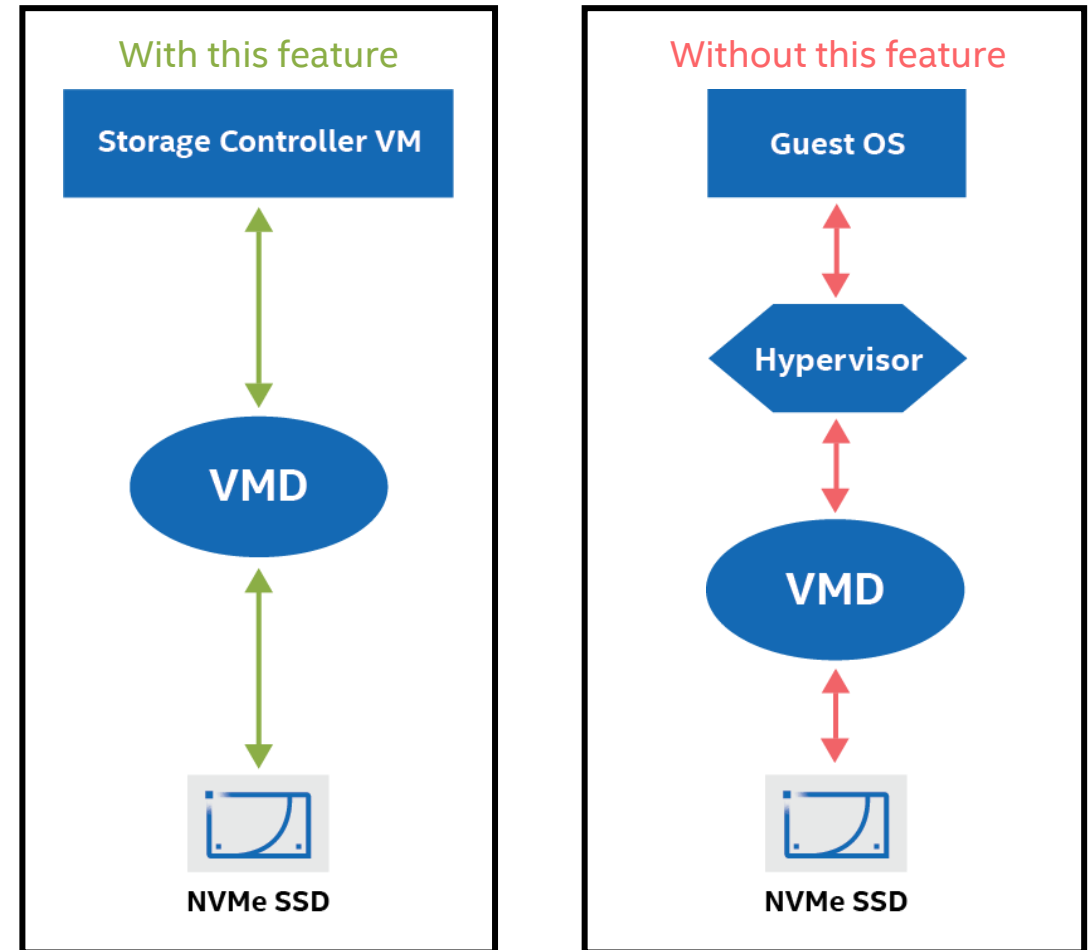 With this feature
Storage Controller VM
VMD
NVMe SSD
Without this feature
Guest OS
Hypervisor
VMD
NVMe SSD